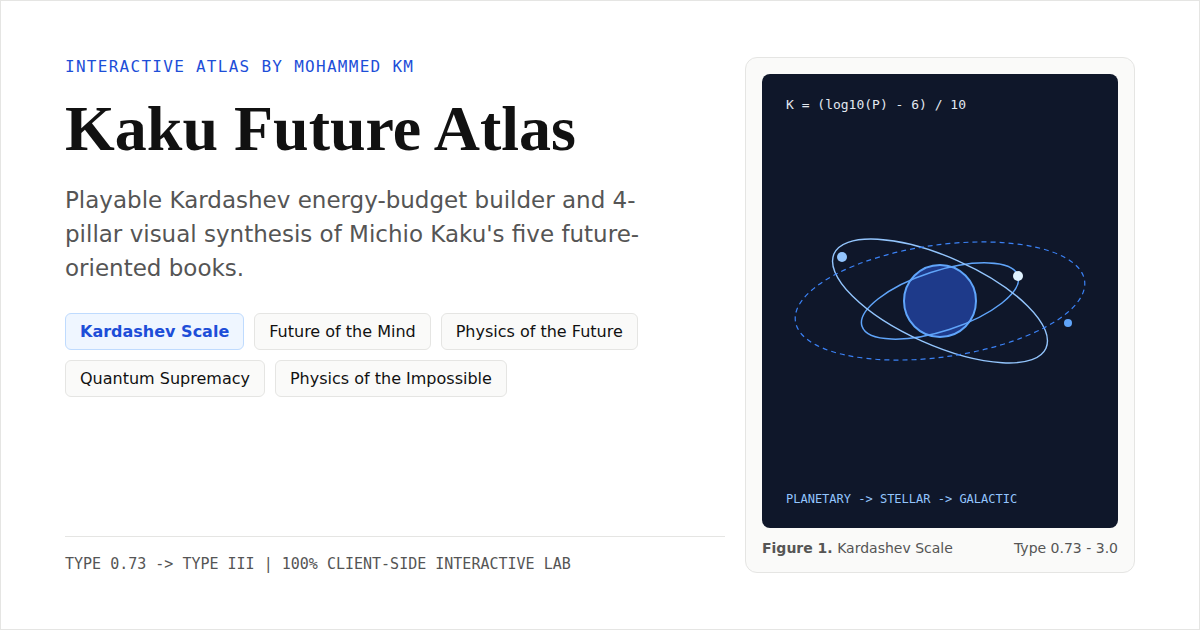 INTERACTIVE ATLAS BY MOHAMMED KM
Kaku Future Atlas
Playable Kardashev energy-budget builder and 4-
pillar visual synthesis of Michio Kaku's five future-
oriented books.
Kardashev Scale
Future of the Mind
Physics of the Future
Quantum Supremacy
Physics of the Impossible
TYPE 0.73 -> TYPE III | 100% CLIENT-SIDE INTERACTIVE LAB
K = (log10(P) - 6) / 10
PLANETARY -> STELLAR -> GALACTIC
Figure 1. Kardashev Scale
Type 0.73 - 3.0